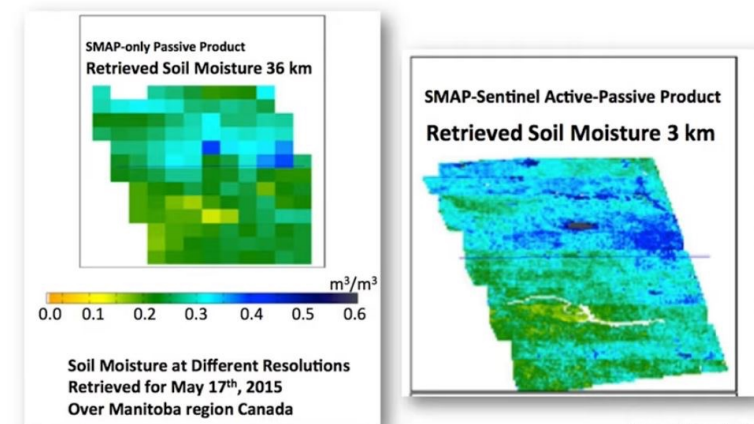 SMAP-only Passive Product
Retrieved Soil Moisture 36 km
m³/m³
0.0 0.1 0.2 0.3 0.4 0.5 0.6
Soil Moisture at Different Resolutions
Retrieved for May 17th, 2015
Over Manitoba region Canada
SMAP-Sentinel Active-Passive Product
Retrieved Soil Moisture 3 km